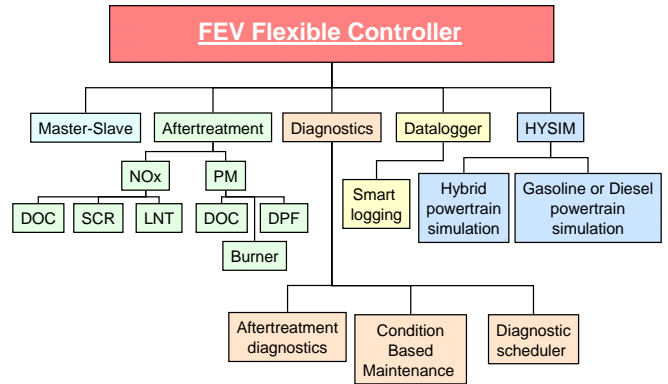 FEV Flexible Controller
Master-Slave
Aftertreatment
Diagnostics
Datalogger
HYSIM
NOx
PM
DOC
SCR
LNT
DOC
DPF
Burner
Smart
logging
Hybrid
powertrain
simulation
Gasoline or Diesel
powertrain
simulation
Aftertreatment
diagnostics
Condition
Based
Maintenance
Diagnostic
scheduler